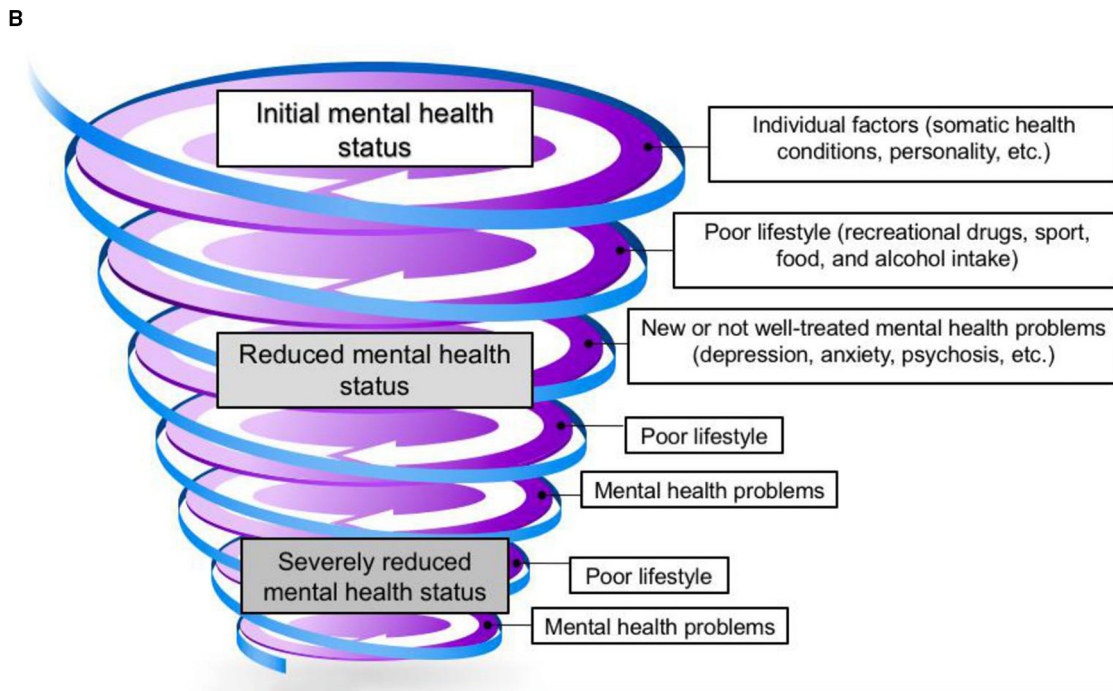 B
Initial mental health
status
Individual factors (somatic health
conditions, personality, etc.)
Poor lifestyle (recreational drugs, sport,
food, and alcohol intake)
New or not well-treated mental health problems
(depression, anxiety, psychosis, etc.)
Reduced mental health
status
Poor lifestyle
Mental health problems
Severely reduced
mental health status
Poor lifestyle
Mental health problems